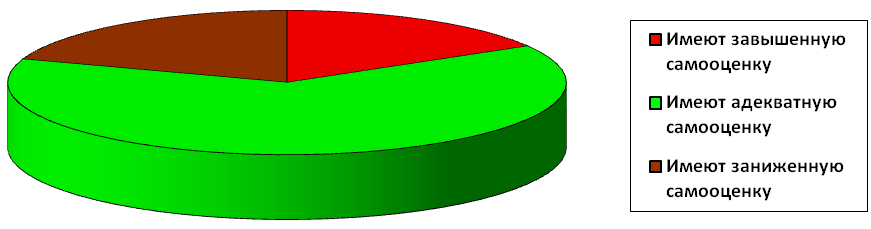 Имеют завышенную
самооценку
Имеют адекватную
самооценку
Имеют заниженную
самооценку